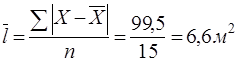 l̄ = ∑|X − X̄| / n = 99,5 / 15 = 6,6 м²